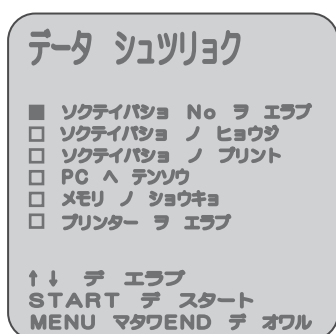 データ シュツリョク
■ ソクテイバショ No ヲ エラブ
□ ソクテイバショ ノ ヒョウジ
□ ソクテイバショ ノ プリント
□ PC ヘ テンソウ
□ メモリ ノ ショウキョ
□ プリンター ヲ エラブ
↑↓ デ エラブ
START デ スタート
MENU マタワEND デ オワル